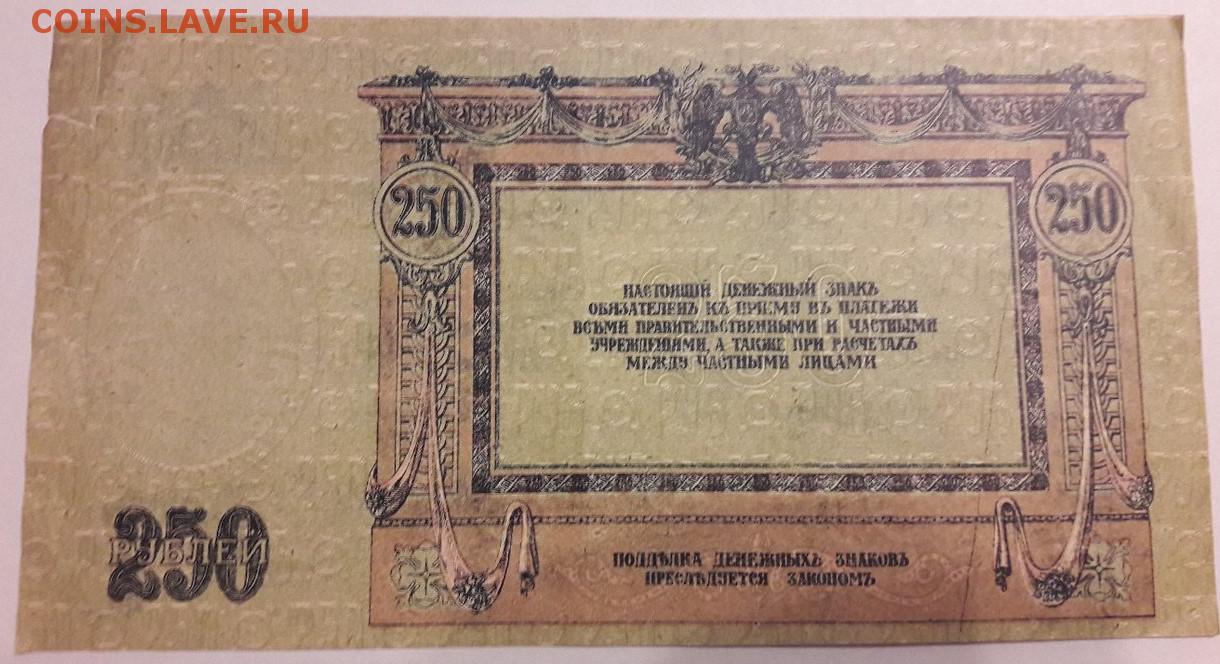 COINS.LAVE.RU
250
250
НАСТОЯЩІЙ ДЕНЕЖНЫЙ ЗНАКЪ
ОБЯЗАТЕЛЕНЪ КЪ ПРІЕМУ ВЪ ПЛАТЕЖИ
ВСѢМИ ПРАВИТЕЛЬСТВЕННЫМИ И ЧАСТНЫМИ
УЧРЕЖДЕНІЯМИ, А ТАКЖЕ ПРИ РАСЧЕТАХЪ
МЕЖДУ ЧАСТНЫМИ ЛИЦАМИ
250
250
РУБЛЕЙ
ПОДДѢЛКА ДЕНЕЖНЫХЪ ЗНАКОВЪ
ПРЕСЛѢДУЕТСЯ ЗАКОНОМЪ